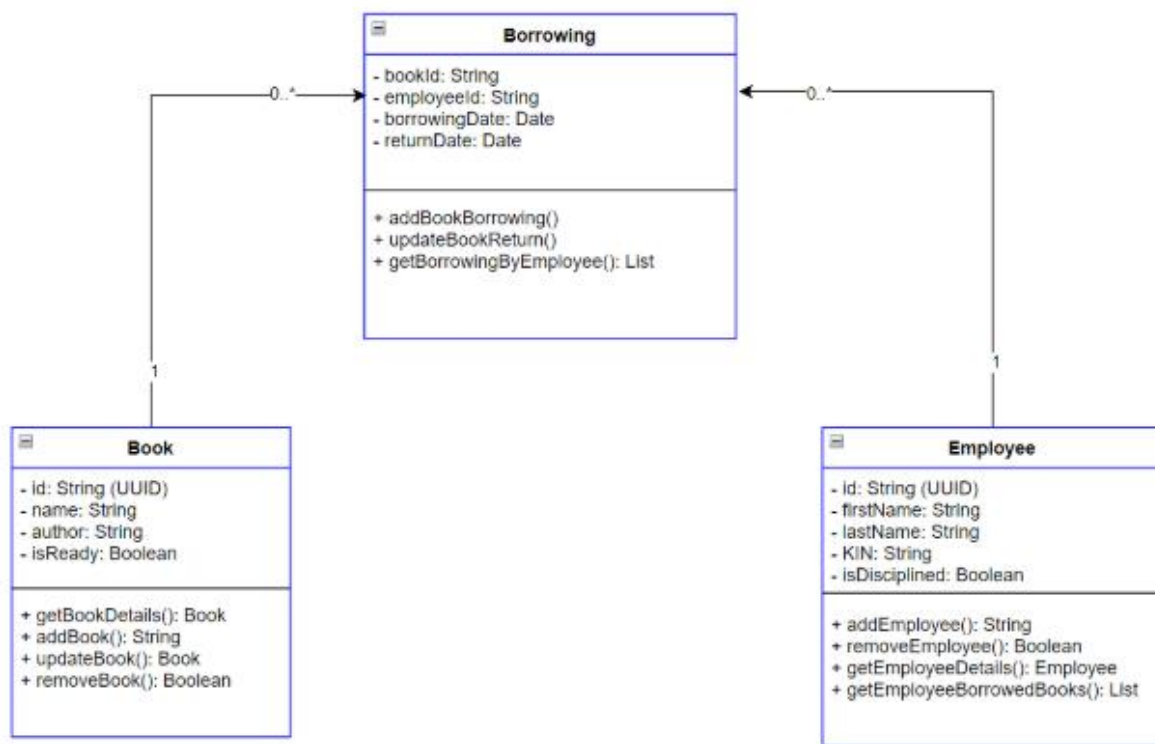 Borrowing
- bookId: String
- employeeId: String
- borrowingDate: Date
- returnDate: Date
+ addBookBorrowing()
+ updateBookReturn()
+ getBorrowingByEmployee(): List
0..*
0..*
1
1
Book
- id: String (UUID)
- name: String
- author: String
- isReady: Boolean
+ getBookDetails(): Book
+ addBook(): String
+ updateBook(): Book
+ removeBook(): Boolean
Employee
- id: String (UUID)
- firstName: String
- lastName: String
- KIN: String
- isDisciplined: Boolean
+ addEmployee(): String
+ removeEmployee(): Boolean
+ getEmployeeDetails(): Employee
+ getEmployeeBorrowedBooks(): List